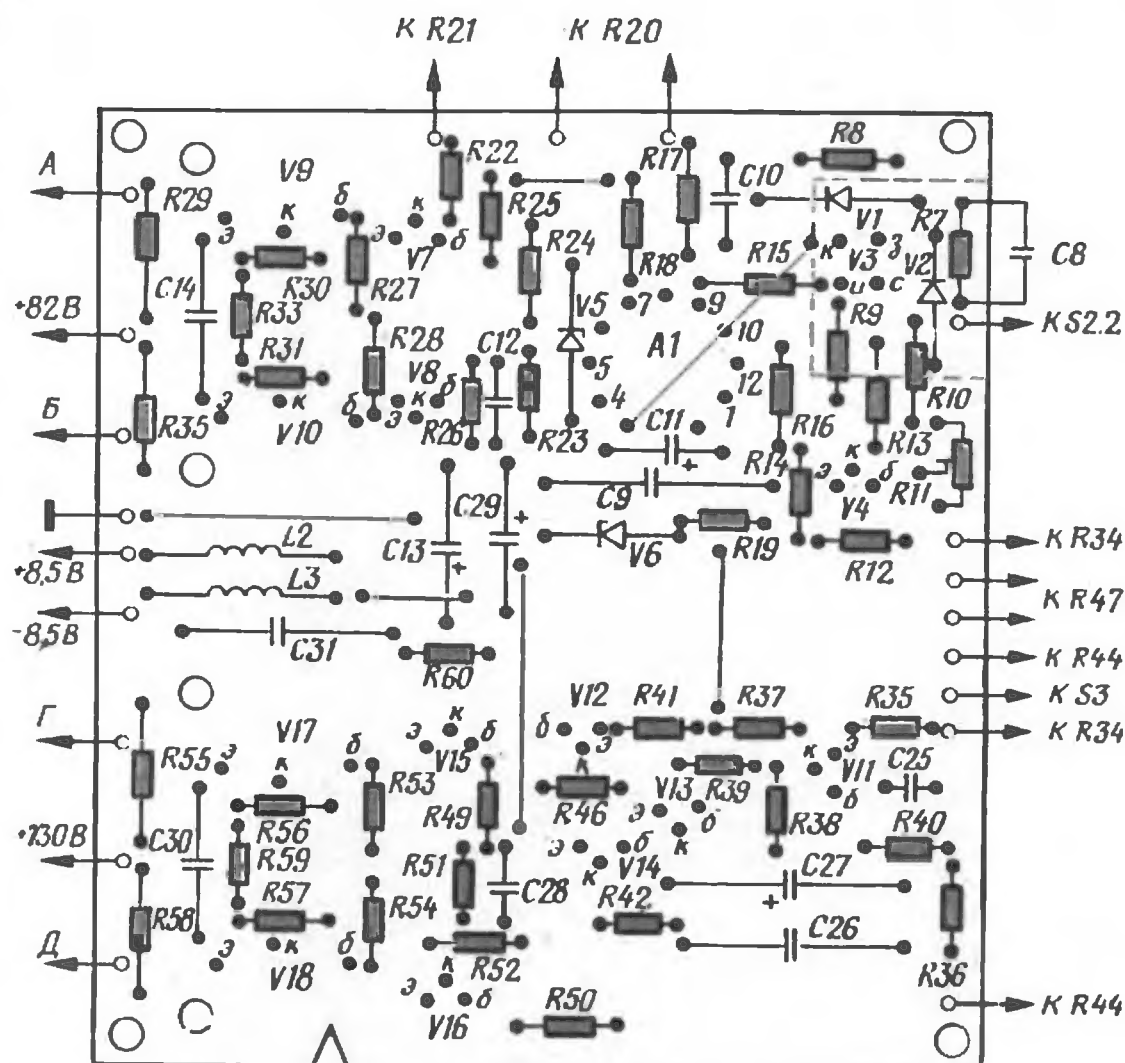 К R21
К R20
А
R29
V9
б
к
э
R22
R17
C10
R8
э
к
V7
б
R25
R24
R18
R15
к
V1
з
V3
V2
R7
C8
C14
R30
R27
и
с
+82В
R33
R31
R28
V8
C12
V5
7
9
10
A1
R9
К S2.2
5
12
4
1
Б
R35
э
к
V10
б
э
к
б
R26
R23
C11
+
R16
R13
R10
R14
э
к
б
V4
R11
C29
+
C9
C13
+
V6
R19
R12
К R34
+8,5В
L2
L3
К R47
-8,5В
C31
R60
К R44
К S3
V12
R41
R37
R35
К R34
Г
R55
э
V17
к
б
к
э
V15
б
э
к
э
к
V11
б
C25
R53
R49
R46
V13
R39
э
б
к
R38
R40
+130В
C30
R56
R59
R57
R51
C28
э
б
к
V14
R42
C27
+
R58
R54
R52
C26
R36
Д
э
к
V18
б
э
к
б
V16
R50
К R44